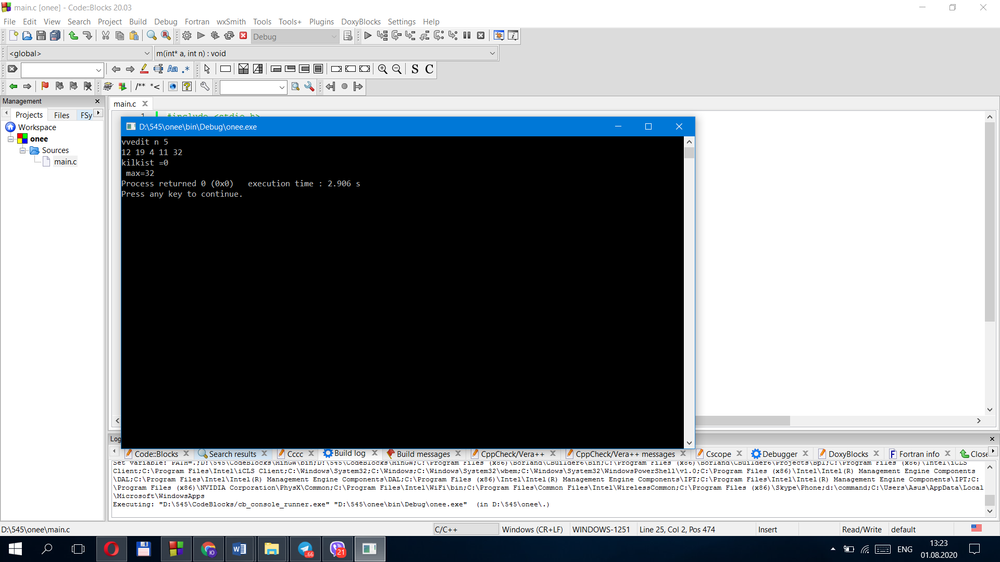 main.c [onee] - Code::Blocks 20.03
File Edit View Search Project Build Debug Fortran wxSmith Tools Tools+ Plugins DoxyBlocks Settings Help
Debug
<global>
m(int* a, int n) : void
Aa .* S C
/** *<
Management
Projects Files FSy
Workspace
onee
Sources
main.c
main.c
1 #include <stdio.h>
D:\545\onee\bin\Debug\onee.exe
vvedit n 5
12 19 4 11 32
kilkist =0
max=32
Process returned 0 (0x0)   execution time : 2.906 s
Press any key to continue.
Log
Code::Blocks Search results Cccc Build log Build messages CppCheck/Vera++ CppCheck/Vera++ messages Cscope Debugger DoxyBlocks Fortran info Close
Set variable: PATH=.;D:\545\CodeBlocks\MinGW\bin;D:\545\CodeBlocks\MinGW;C:\Program Files (x86)\Borland\CBuilder6\Bin;C:\Program Files (x86)\Borland\CBuilder6\Projects\Bpl;C:\Program Files (x86)\Intel\iCLS
Client;C:\Program Files\Intel\iCLS Client;C:\Windows\System32;C:\Windows;C:\Windows\System32\wbem;C:\Windows\System32\WindowsPowerShell\v1.0;C:\Program Files (x86)\Intel\Intel(R) Management Engine Components
\DAL;C:\Program Files\Intel\Intel(R) Management Engine Components\DAL;C:\Program Files (x86)\Intel\Intel(R) Management Engine Components\IPT;C:\Program Files\Intel\Intel(R) Management Engine Components\IPT;C:
\Program Files (x86)\NVIDIA Corporation\PhysX\Common;C:\Program Files\Intel\WiFi\bin;C:\Program Files\Common Files\Intel\WirelessCommon;C:\Program Files (x86)\Skype\Phone;d:\command;C:\Users\Asus\AppData\Local
\Microsoft\WindowsApps
Executing: "D:\545\CodeBlocks/cb_console_runner.exe" "D:\545\onee\bin\Debug\onee.exe"  (in D:\545\onee\.)
D:\545\onee\main.c C/C++ Windows (CR+LF) WINDOWS-1251 Line 25, Col 2, Pos 474 Insert Read/Write default
66 21 ENG
13:23
01.08.2020